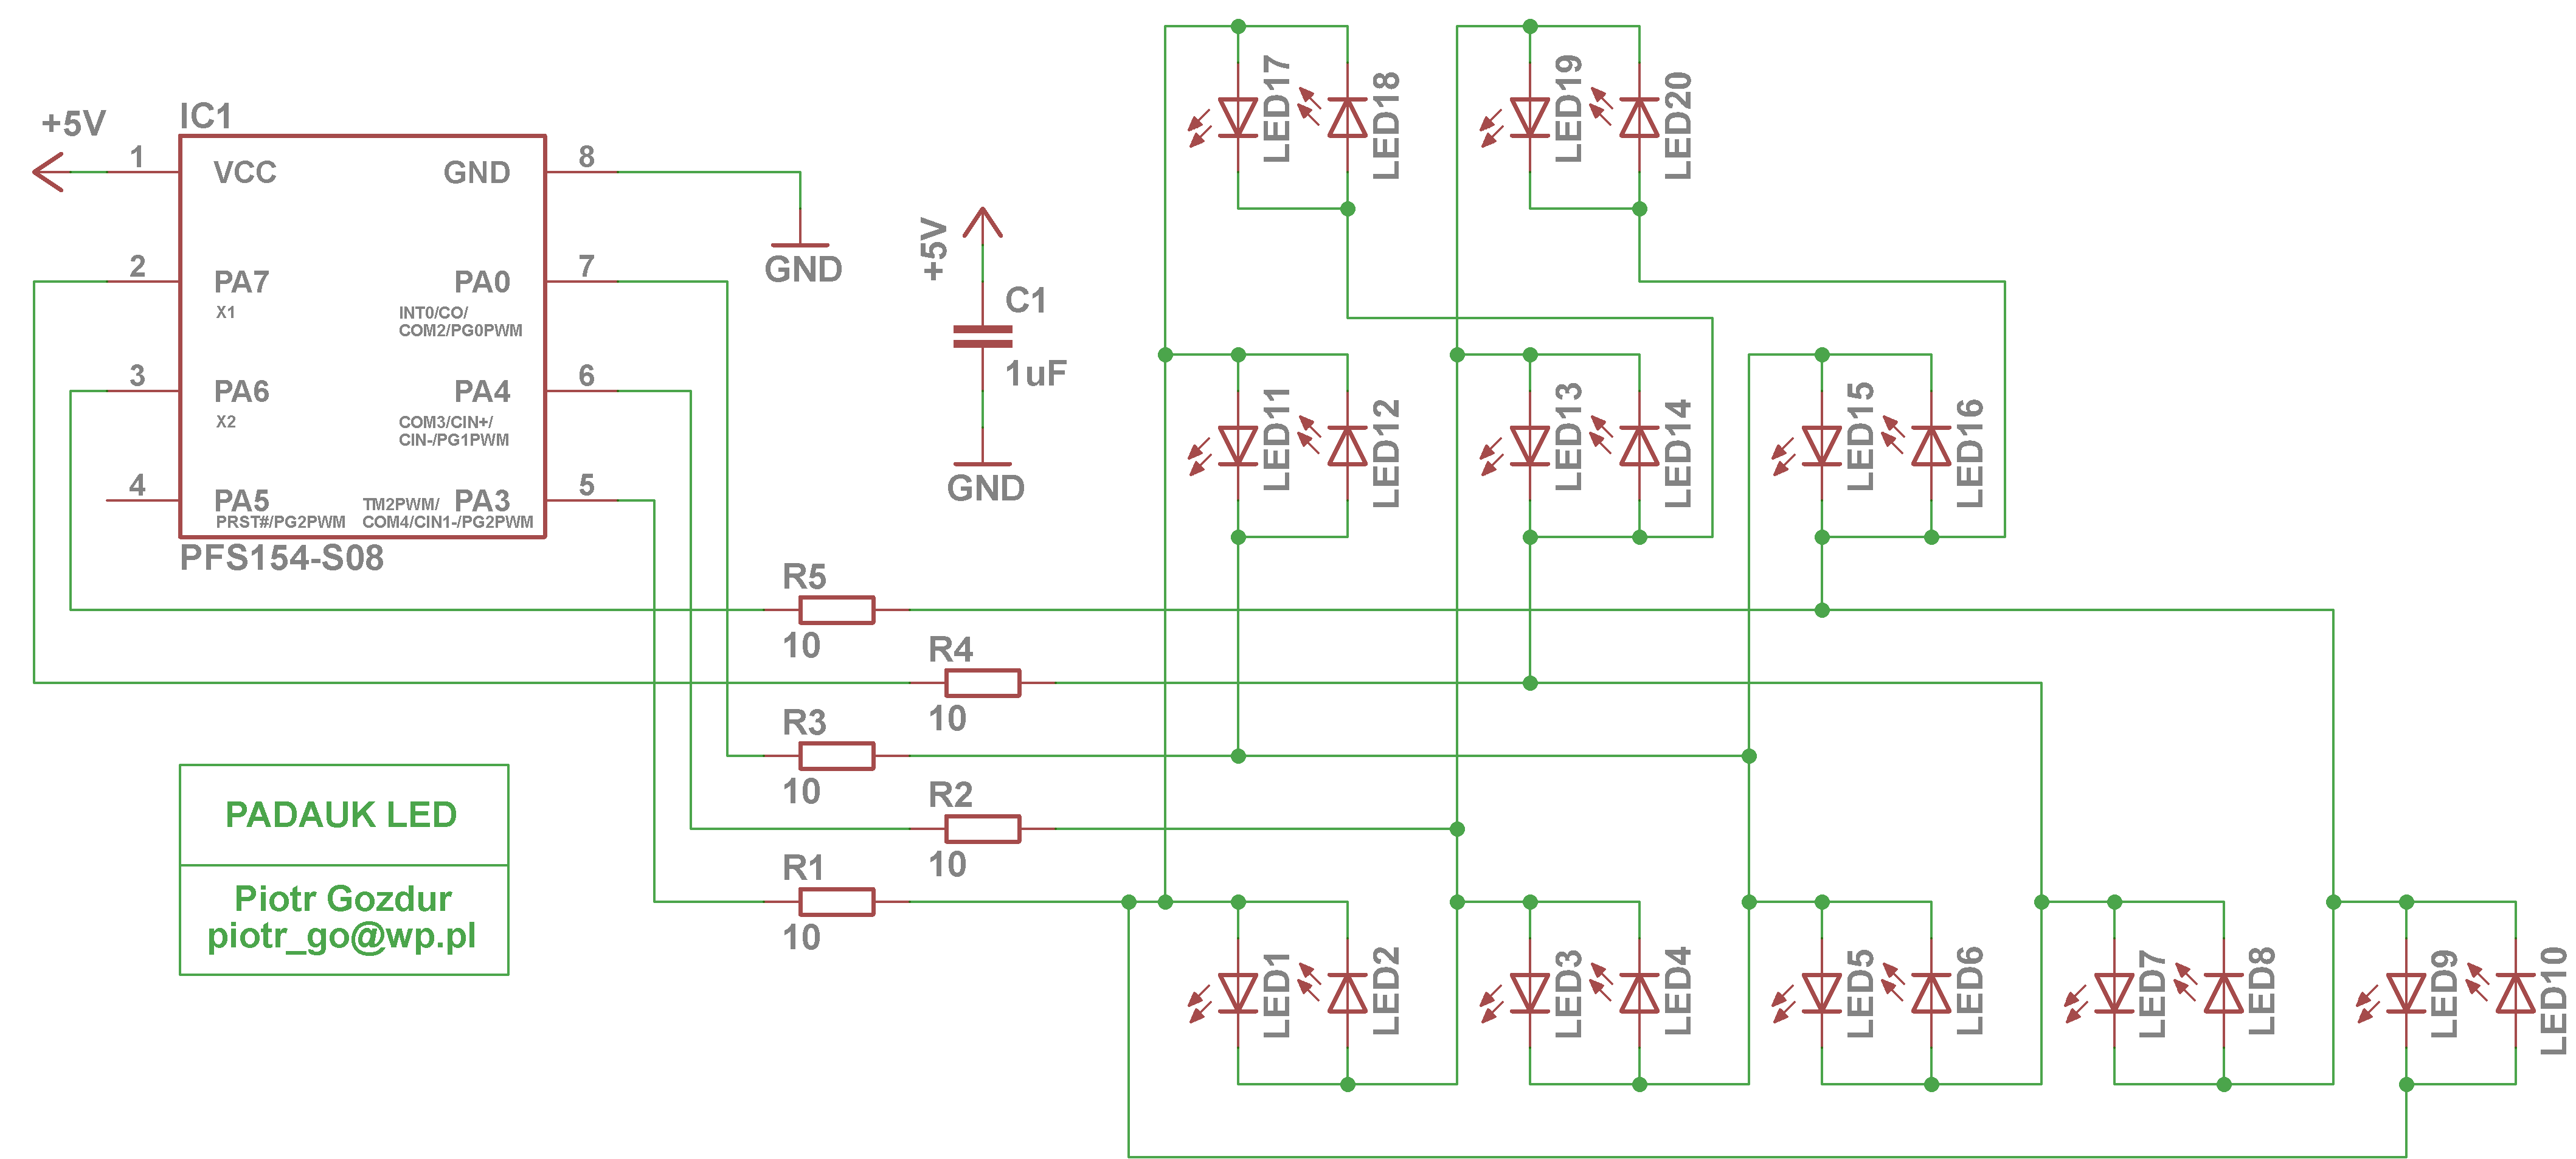 IC1
+5V
1
VCC
GND
8
2
PA7
X1
PA0
INT0/CO/
COM2/PG0PWM
7
3
PA6
X2
PA4
COM3/CIN+/
CIN-/PG1PWM
6
4
PA5
PRST#/PG2PWM
TM2PWM/
PA3
COM4/CIN1-/PG2PWM
5
PFS154-S08
GND
+5V
C1
1uF
GND
R5
10
R4
10
R3
10
R2
10
R1
10
LED17
LED18
LED19
LED20
LED11
LED12
LED13
LED14
LED15
LED16
LED1
LED2
LED3
LED4
LED5
LED6
LED7
LED8
LED9
LED10
PADAUK LED
Piotr Gozdur
piotr_go@wp.pl